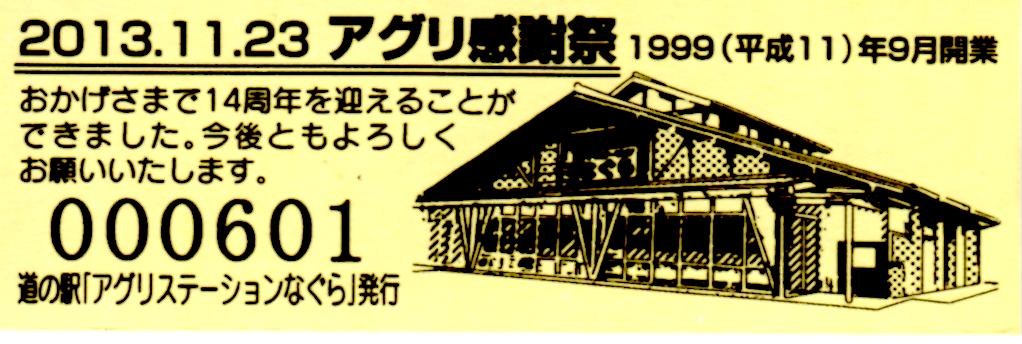 2013.11.23 アグリ感謝祭 1999(平成11)年9月開業
おかげさまで14周年を迎えることが
できました。今後ともよろしく
お願いいたします。
000601
道の駅「アグリステーションなぐら」発行